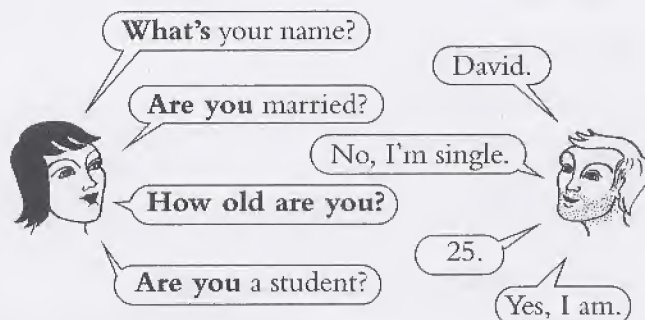 What's your name?
David.
Are you married?
No, I'm single.
How old are you?
25.
Are you a student?
Yes, I am.